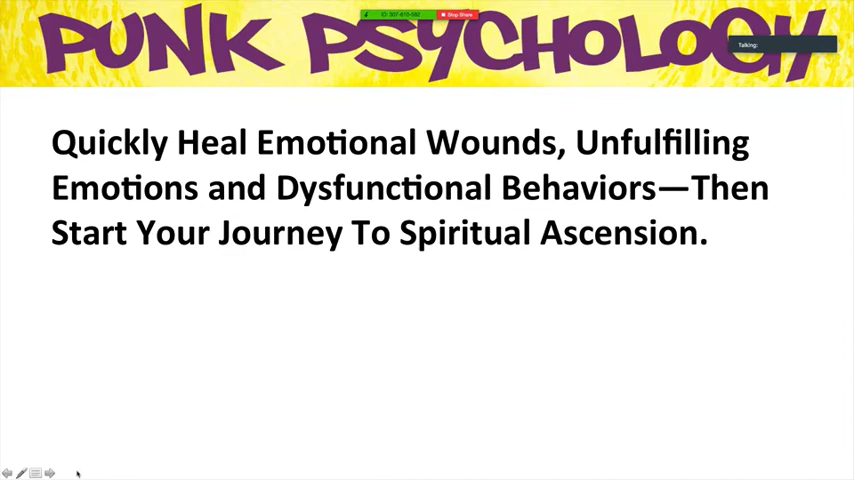 PUNK PSYCHOLOGY
Stop Share
Talking:
Quickly Heal Emotional Wounds, Unfulfilling
Emotions and Dysfunctional Behaviors—Then
Start Your Journey To Spiritual Ascension.